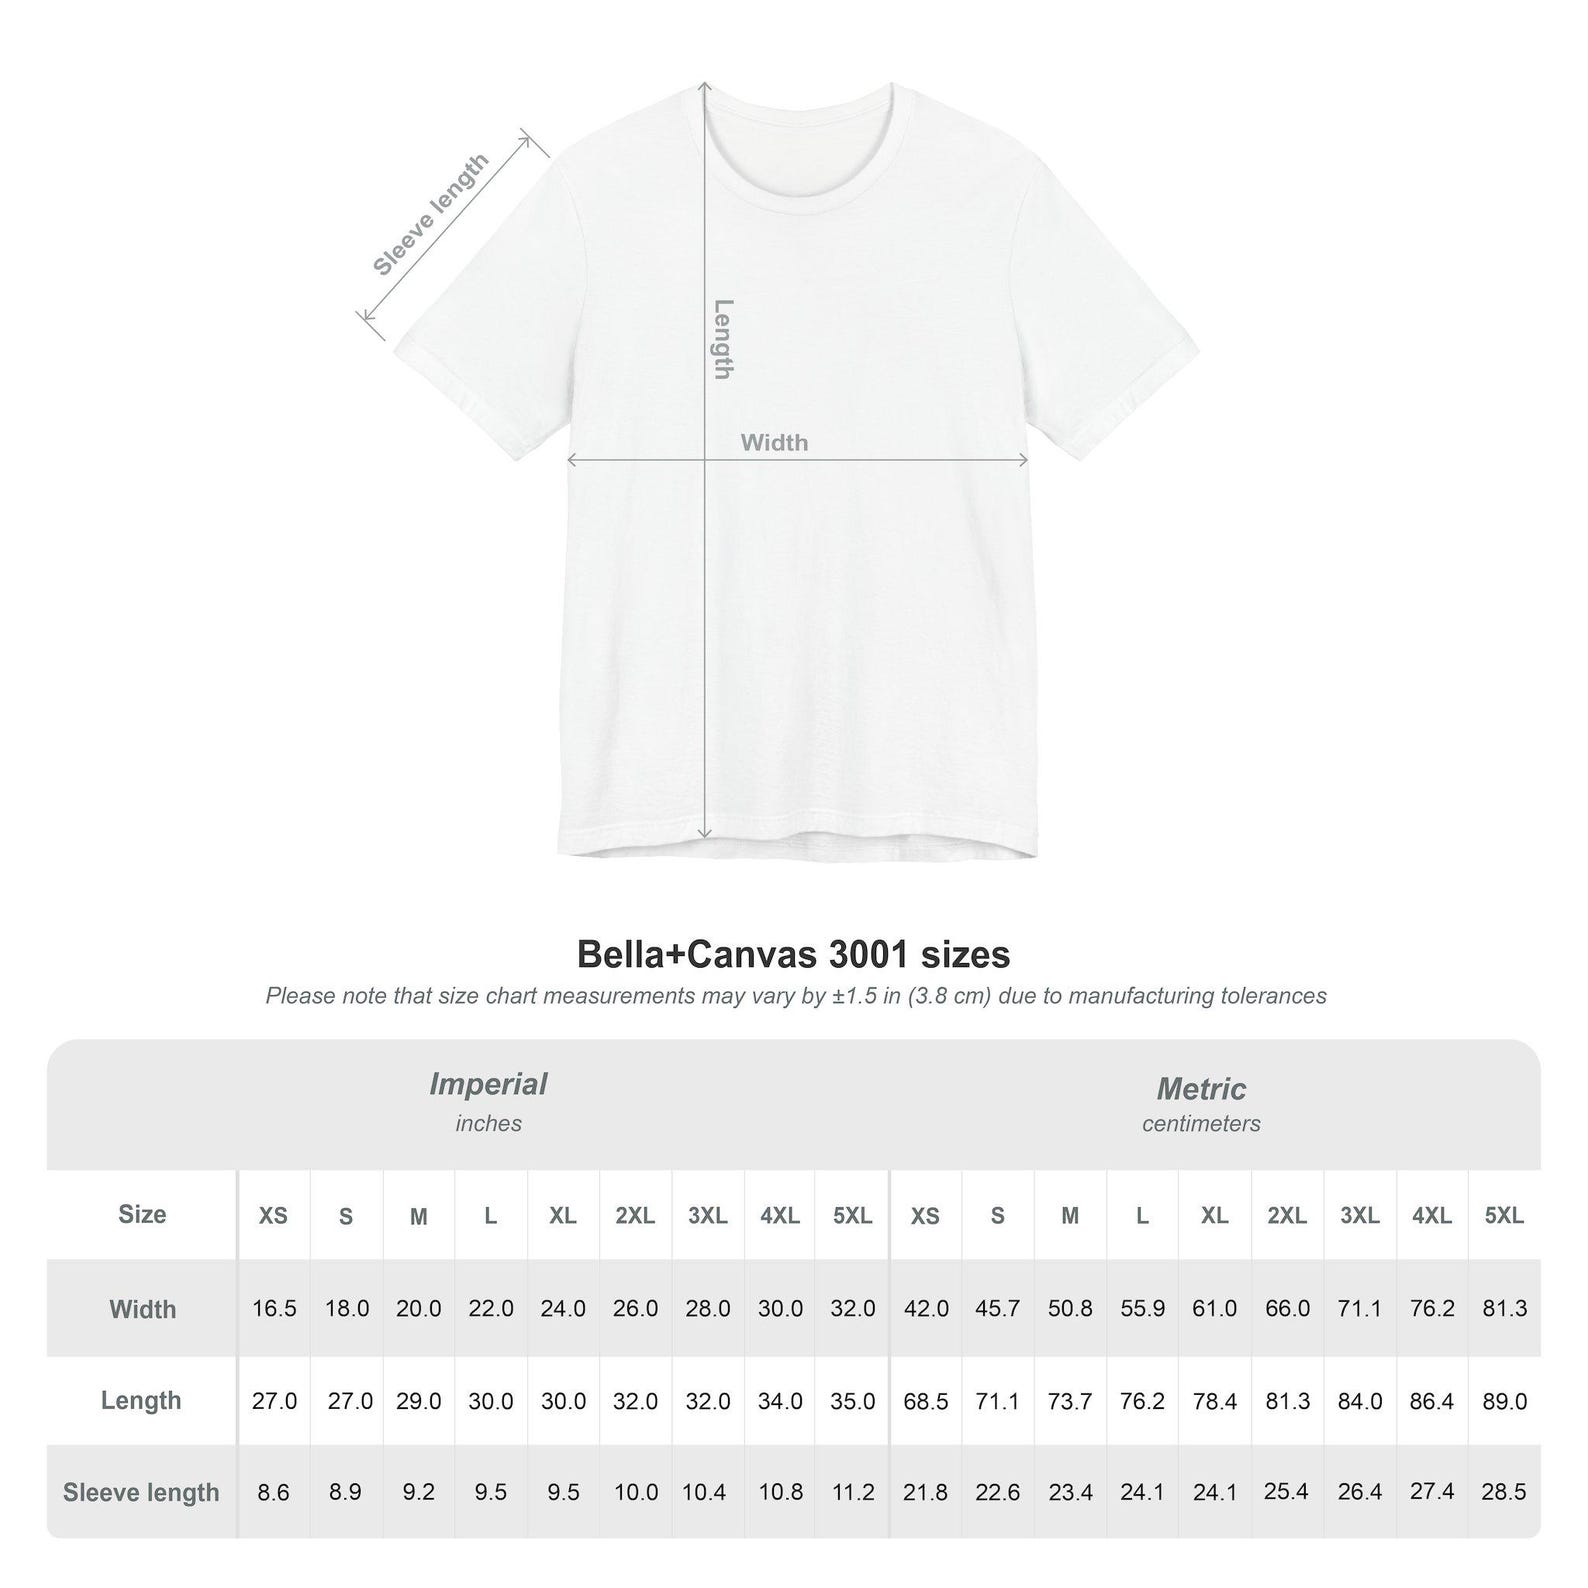 Sleeve length
Length
Width
Bella+Canvas 3001 sizes
Please note that size chart measurements may vary by ±1.5 in (3.8 cm) due to manufacturing tolerances
Imperial Metric
inches centimeters
Size XS S M L XL 2XL 3XL 4XL 5XL XS S M L XL 2XL 3XL 4XL 5XL
Width 16.5 18.0 20.0 22.0 24.0 26.0 28.0 30.0 32.0 42.0 45.7 50.8 55.9 61.0 66.0 71.1 76.2 81.3
Length 27.0 27.0 29.0 30.0 30.0 32.0 32.0 34.0 35.0 68.5 71.1 73.7 76.2 78.4 81.3 84.0 86.4 89.0
Sleeve length 8.6 8.9 9.2 9.5 9.5 10.0 10.4 10.8 11.2 21.8 22.6 23.4 24.1 24.1 25.4 26.4 27.4 28.5